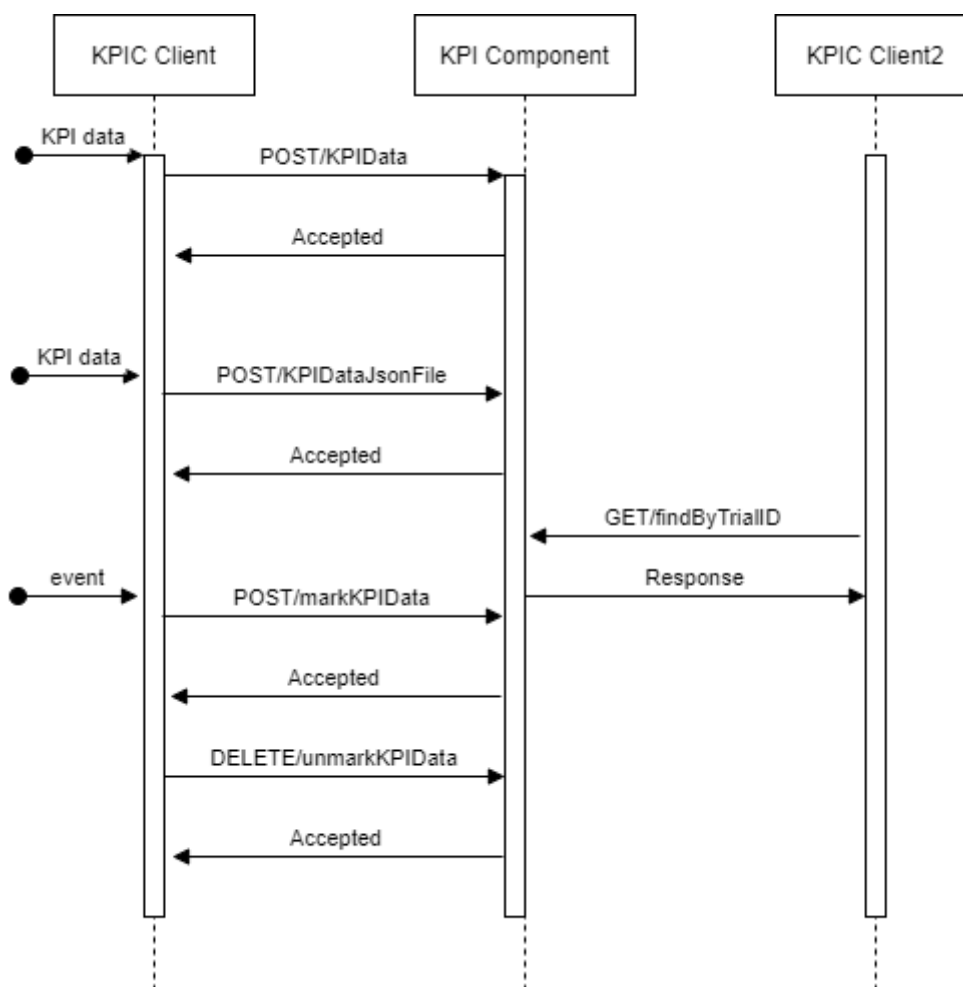 KPIC Client
KPI Component
KPIC Client2
KPI data
POST/KPIData
Accepted
KPI data
POST/KPIDataJsonFile
Accepted
GET/findByTrialID
event
Response
POST/markKPIData
Accepted
DELETE/unmarkKPIData
Accepted